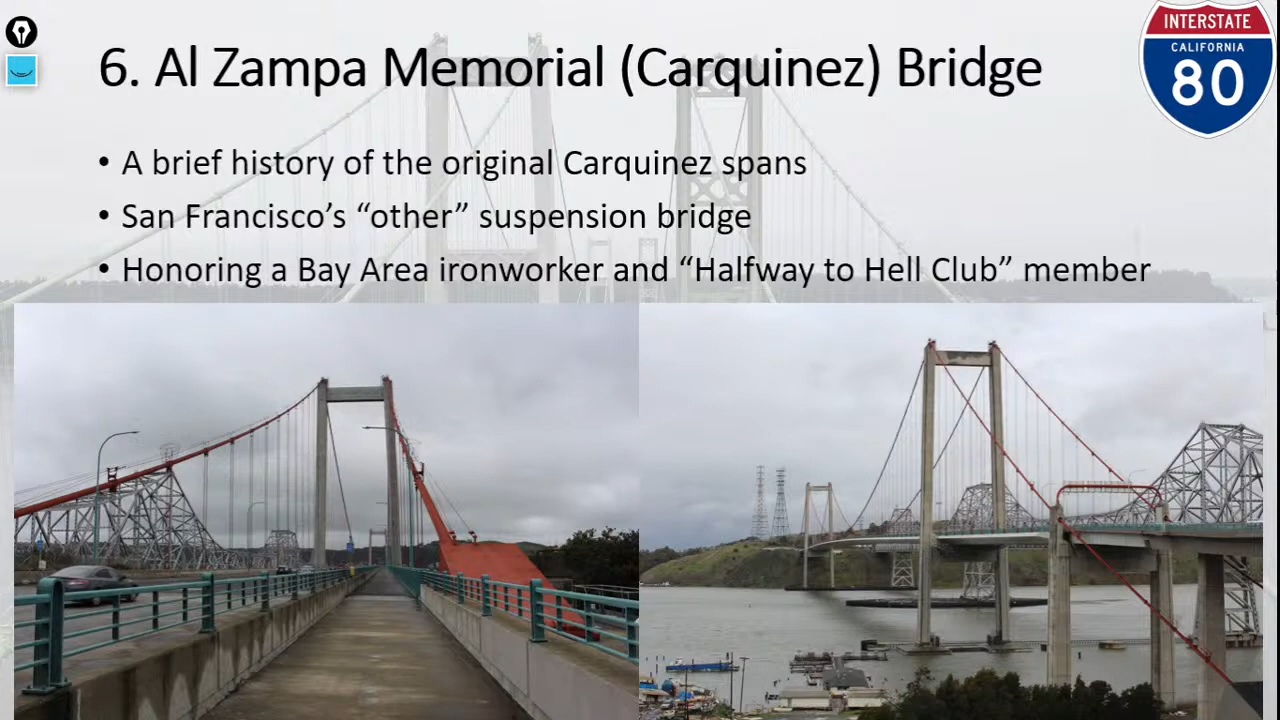 6. Al Zampa Memorial (Carquinez) Bridge
INTERSTATE
CALIFORNIA
80
• A brief history of the original Carquinez spans
• San Francisco’s “other” suspension bridge
• Honoring a Bay Area ironworker and “Halfway to Hell Club” member